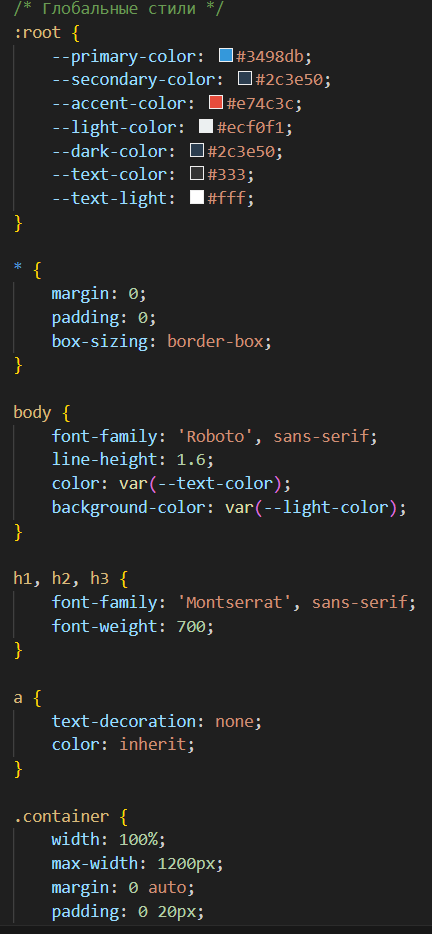 /* Глобальные стили */
:root {
    --primary-color: #3498db;
    --secondary-color: #2c3e50;
    --accent-color: #e74c3c;
    --light-color: #ecf0f1;
    --dark-color: #2c3e50;
    --text-color: #333;
    --text-light: #fff;
}

* {
    margin: 0;
    padding: 0;
    box-sizing: border-box;
}

body {
    font-family: 'Roboto', sans-serif;
    line-height: 1.6;
    color: var(--text-color);
    background-color: var(--light-color);
}

h1, h2, h3 {
    font-family: 'Montserrat', sans-serif;
    font-weight: 700;
}

a {
    text-decoration: none;
    color: inherit;
}

.container {
    width: 100%;
    max-width: 1200px;
    margin: 0 auto;
    padding: 0 20px;